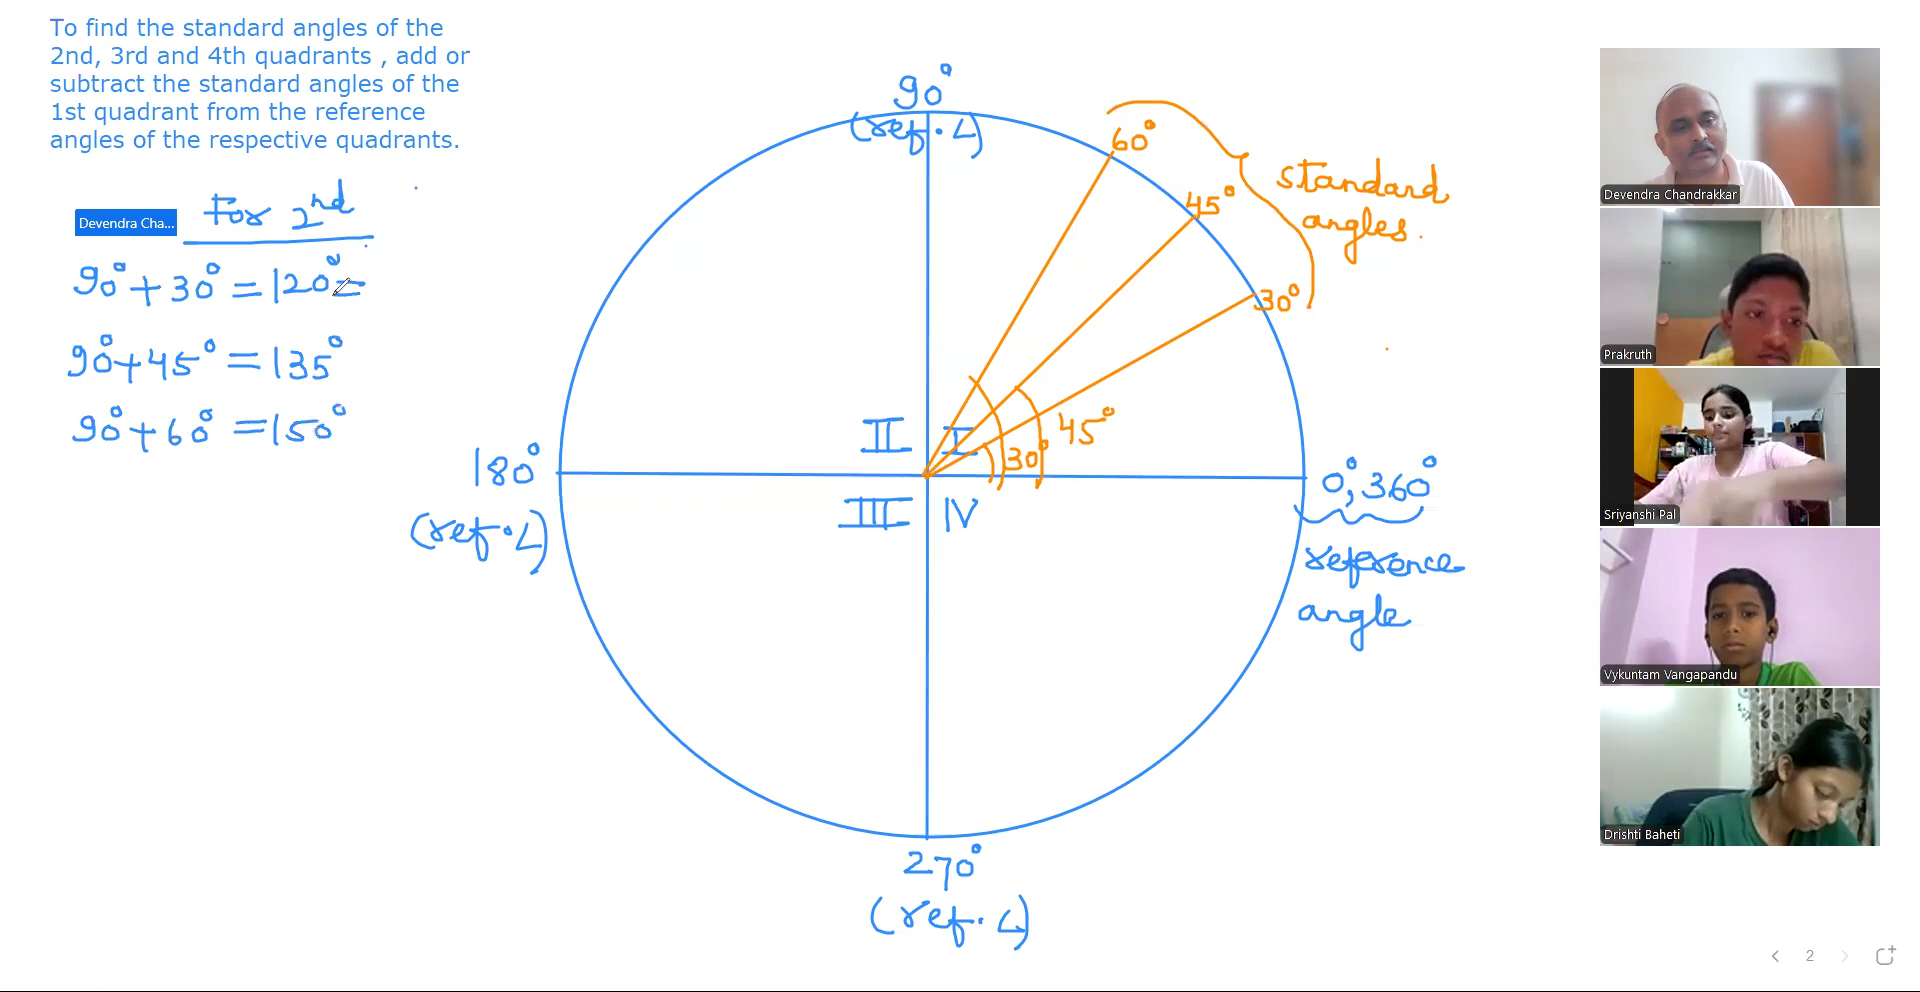 To find the standard angles of the
2nd, 3rd and 4th quadrants , add or
subtract the standard angles of the
1st quadrant from the reference
angles of the respective quadrants.
For 2nd
Devendra Cha...
90° + 30° = 120° =
90° + 45° = 135°
90° + 60° = 150°
90°
(ref. ∠)
60°
45°
30°
standard
angles.
II
I
30°
45°
180°
(ref. ∠)
III
IV
0°, 360°
reference
angle
270°
(ref. ∠)
Devendra Chandrakkar
Prakruth
Sriyanshi Pal
Vykuntam Vangapandu
Drishti Baheti
2